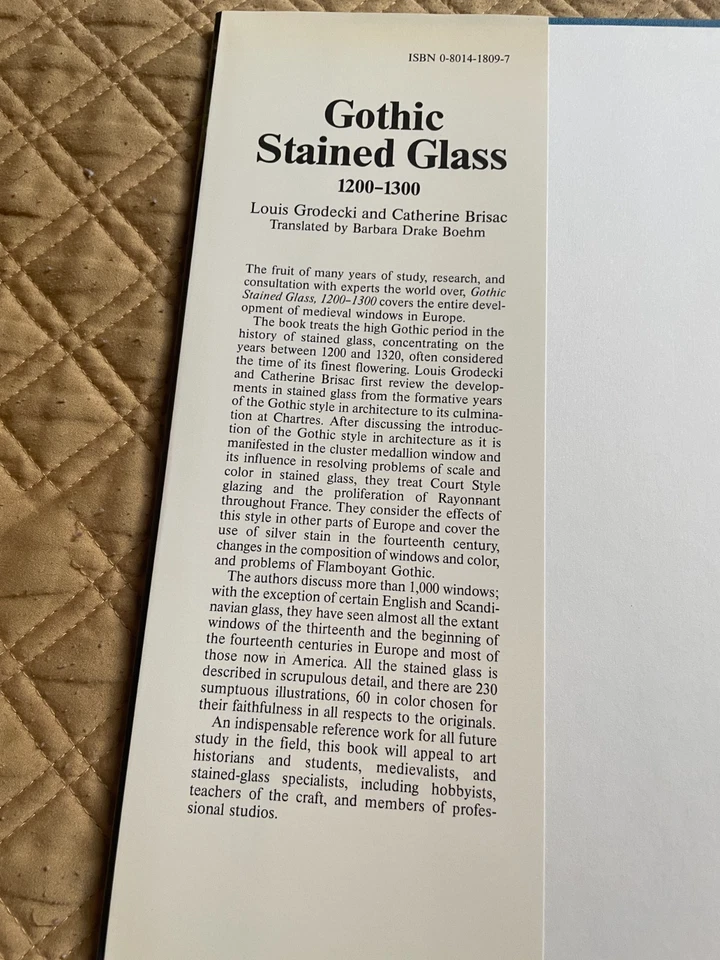 ISBN 0-8014-1809-7
Gothic
Stained Glass
1200–1300
Louis Grodecki and Catherine Brisac
Translated by Barbara Drake Boehm
The fruit of many years of study, research, and
consultation with experts the world over, Gothic
Stained Glass, 1200–1300 covers the entire devel-
opment of medieval windows in Europe.
The book treats the high Gothic period in the
history of stained glass, concentrating on the
years between 1200 and 1320, often considered
the time of its finest flowering. Louis Grodecki
and Catherine Brisac first review the develop-
ments in stained glass from the formative years
of the Gothic style in architecture to its culmina-
tion at Chartres. After discussing the introduc-
tion of the Gothic style in architecture as it is
manifested in the cluster medallion window and
its influence in resolving problems of scale and
color in stained glass, they treat Court Style
glazing and the proliferation of Rayonnant
throughout France. They consider the effects of
this style in other parts of Europe and cover the
use of silver stain in the fourteenth century,
changes in the composition of windows and color,
and problems of Flamboyant Gothic.
The authors discuss more than 1,000 windows;
with the exception of certain English and Scandi-
navian glass, they have seen almost all the extant
windows of the thirteenth and the beginning of
the fourteenth centuries in Europe and most of
those now in America. All the stained glass is
described in scrupulous detail, and there are 230
sumptuous illustrations, 60 in color chosen for
their faithfulness in all respects to the originals.
An indispensable reference work for all future
study in the field, this book will appeal to art
historians and students, medievalists, and
stained-glass specialists, including hobbyists,
teachers of the craft, and members of profes-
sional studios.